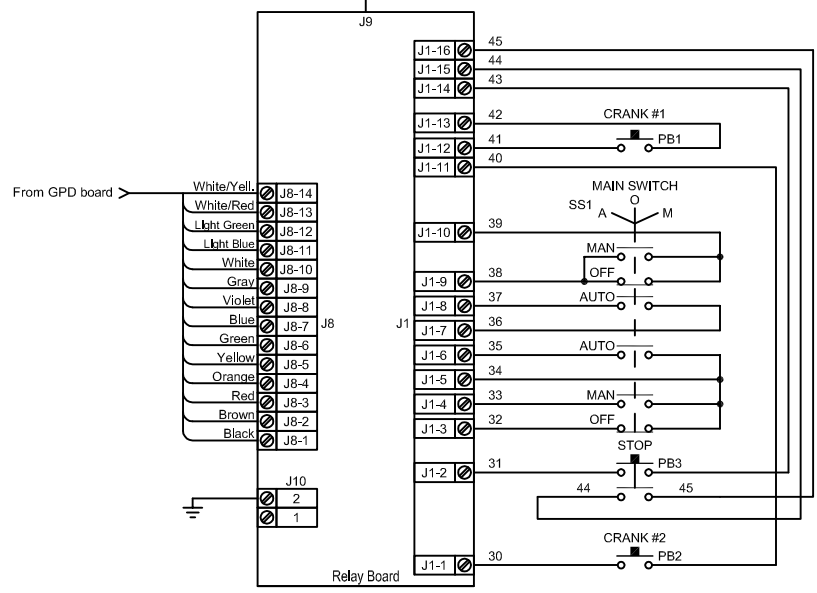 J9
J1-16 45
J1-15 44
J1-14 43
J1-13 42 CRANK #1
J1-12 41 PB1
J1-11 40
From GPD board
White/Yell. J8-14
White/Red J8-13
Light Green J8-12
Light Blue J8-11
White J8-10
Gray J8-9
Violet J8-8
Blue J8-7
Green J8-6
Yellow J8-5
Orange J8-4
Red J8-3
Brown J8-2
Black J8-1
J8
J1
MAIN SWITCH
SS1 A O M
J1-10 39
MAN
J1-9 38 OFF
J1-8 37 AUTO
J1-7 36
J1-6 35 AUTO
J1-5 34
J1-4 33 MAN
J1-3 32 OFF
STOP
J1-2 31 PB3
44 45
J10
2
1
CRANK #2
J1-1 30 PB2
Relay Board